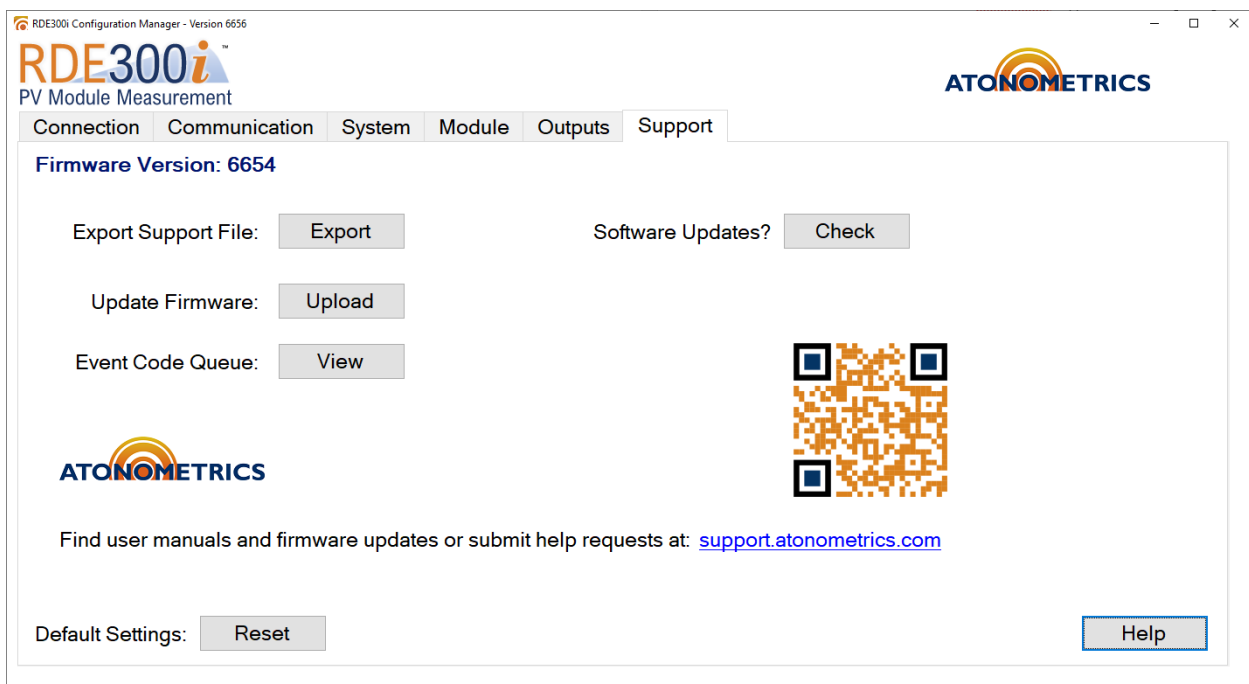 RDE300i Configuration Manager - Version 6656
RDE300i™
PV Module Measurement
ATONOMETRICS
Connection Communication System Module Outputs Support
Firmware Version: 6654
Export Support File: Export Software Updates? Check
Update Firmware: Upload
Event Code Queue: View
ATONOMETRICS
Find user manuals and firmware updates or submit help requests at: support.atonometrics.com
Default Settings: Reset Help